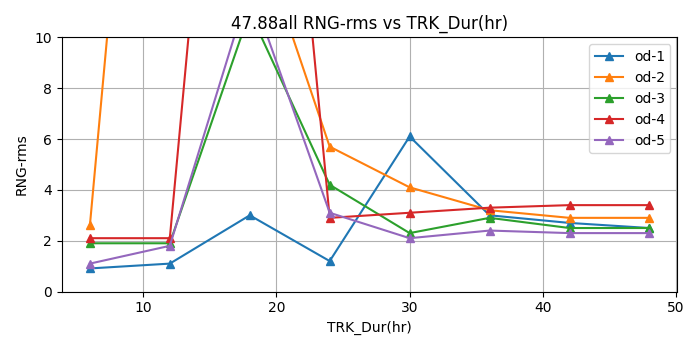 47.88all RNG-rms vs TRK_Dur(hr)
10
8
6
4
2
0
RNG-rms
od-1
od-2
od-3
od-4
od-5
10
20
30
40
50
TRK_Dur(hr)